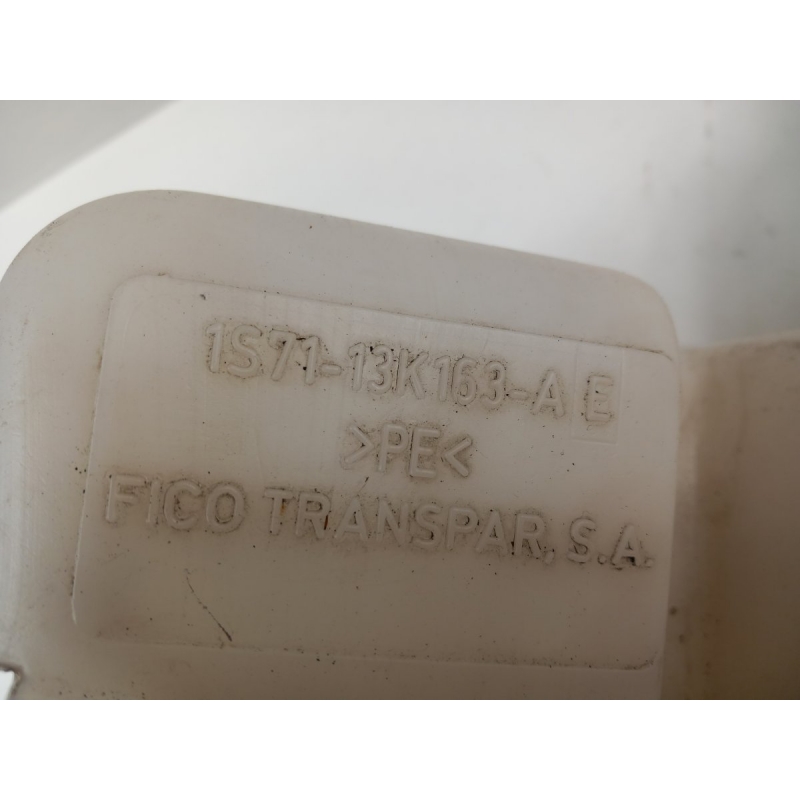 1S71-13K163-A E
>PE<
FICO TRANSPAR, S.A.